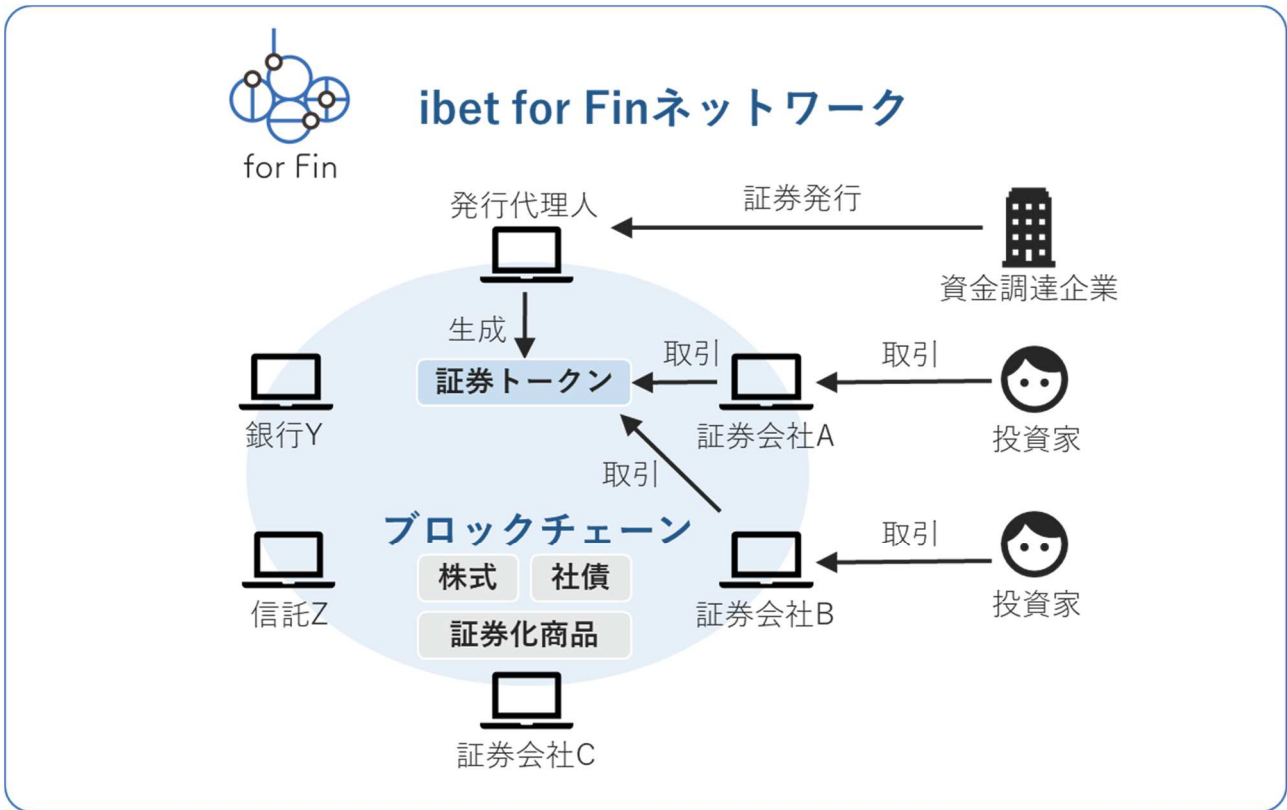 for Fin
ibet for Finネットワーク
発行代理人
証券発行
資金調達企業
生成
証券トークン
取引
取引
銀行Y
証券会社A
投資家
取引
ブロックチェーン
取引
株式
社債
信託Z
証券会社B
投資家
証券化商品
証券会社C